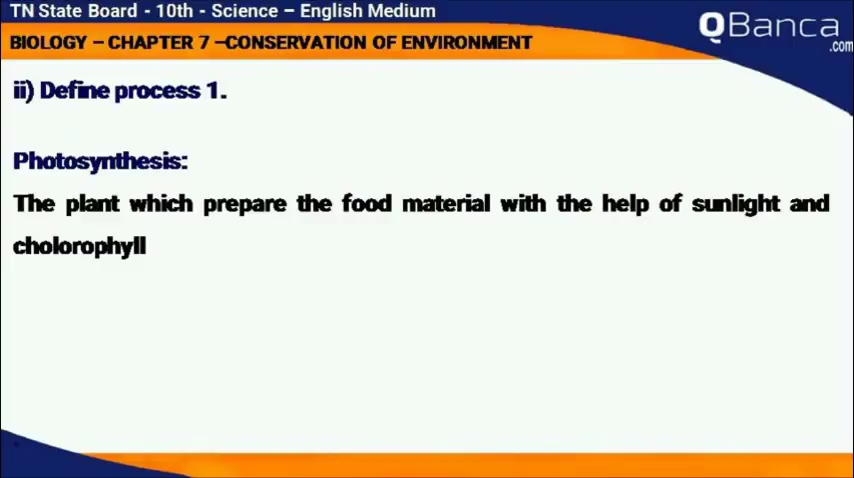 TN State Board - 10th - Science – English Medium
QBanca
.com
BIOLOGY – CHAPTER 7 –CONSERVATION OF ENVIRONMENT
ii) Define process 1.
Photosynthesis:
The plant which prepare the food material with the help of sunlight and
cholorophyll